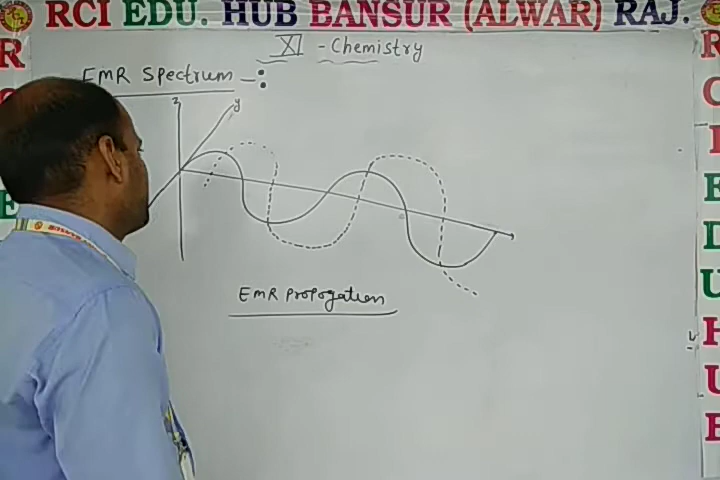 RCI EDU. HUB BANSUR (ALWAR) RAJ.
XI - Chemistry
EMR Spectrum -:
z
y
EMR Propogation
R
C
I
E
D
U
H
U
B
R
E